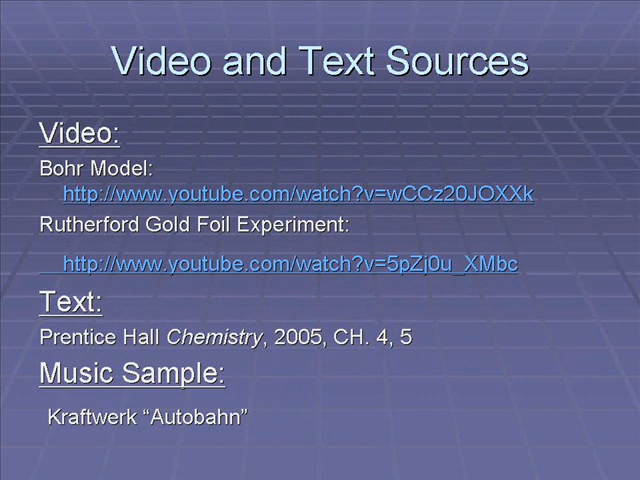 Video and Text Sources
Video:
Bohr Model:
http://www.youtube.com/watch?v=wCCz20JOXXk
Rutherford Gold Foil Experiment:
http://www.youtube.com/watch?v=5pZj0u_XMbc
Text:
Prentice Hall Chemistry, 2005, CH. 4, 5
Music Sample:
Kraftwerk “Autobahn”